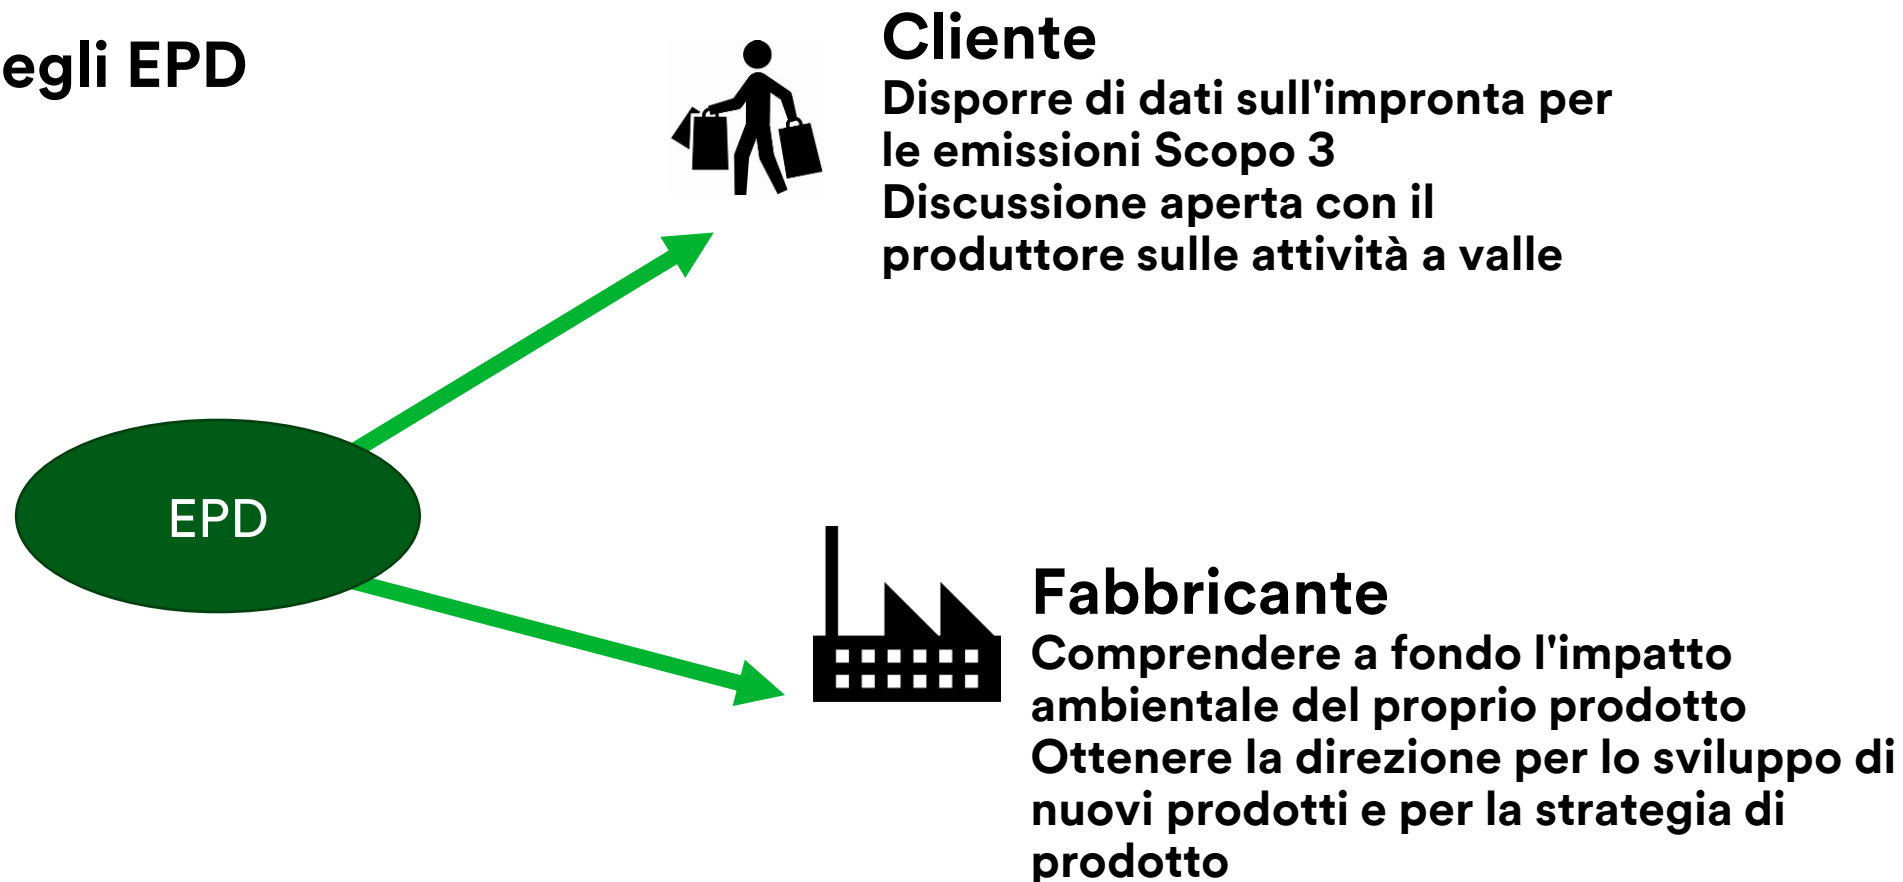 egli EPD
Cliente
Disporre di dati sull'impronta per
le emissioni Scopo 3
Discussione aperta con il
produttore sulle attività a valle
EPD
Fabbricante
Comprendere a fondo l'impatto
ambientale del proprio prodotto
Ottenere la direzione per lo sviluppo di
nuovi prodotti e per la strategia di
prodotto